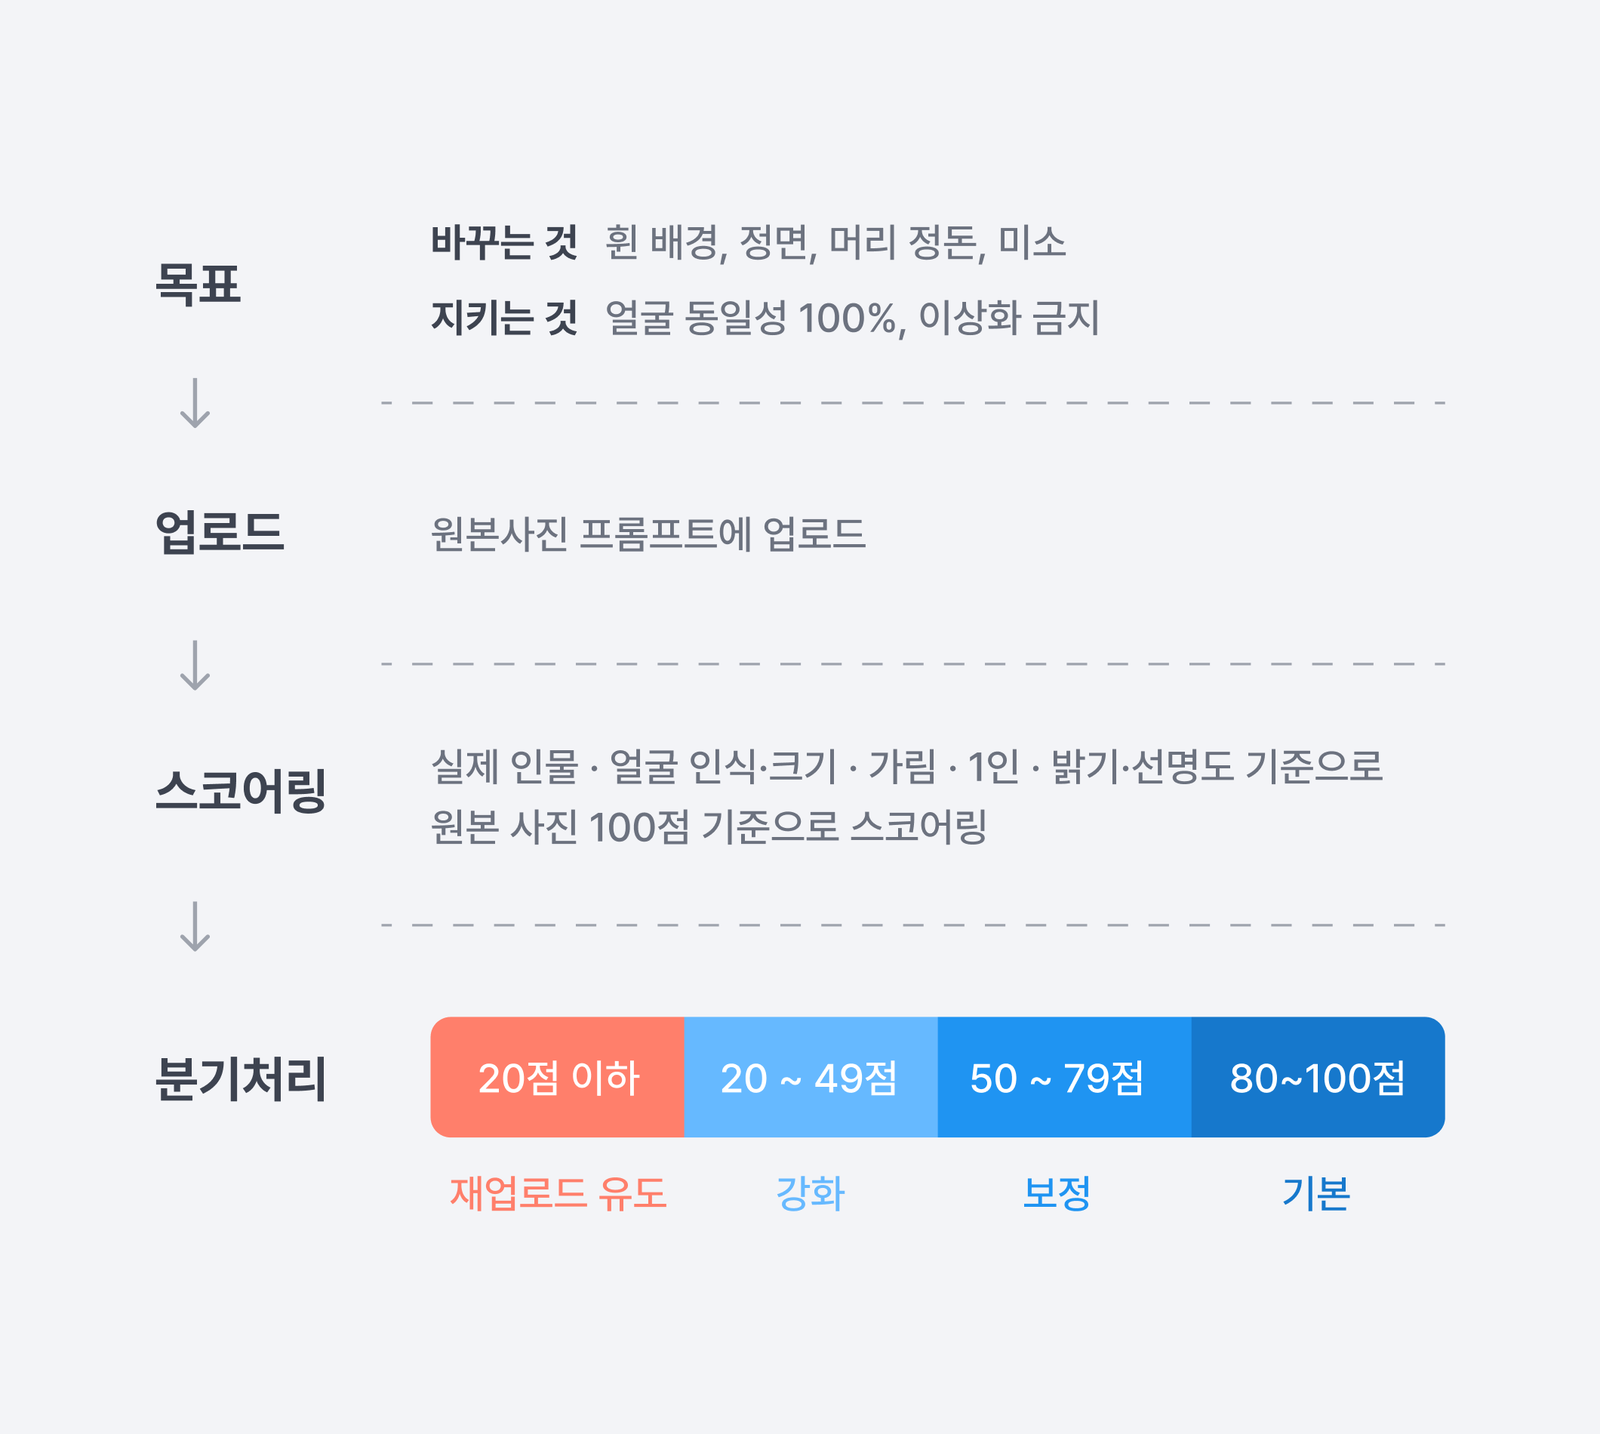 목표
바꾸는 것 흰 배경, 정면, 머리 정돈, 미소
지키는 것 얼굴 동일성 100%, 이상화 금지
업로드
원본사진 프롬프트에 업로드
스코어링
실제 인물 · 얼굴 인식·크기 · 가림 · 1인 · 밝기·선명도 기준으로
원본 사진 100점 기준으로 스코어링
분기처리
20점 이하 20 ~ 49점 50 ~ 79점 80~100점
재업로드 유도 강화 보정 기본